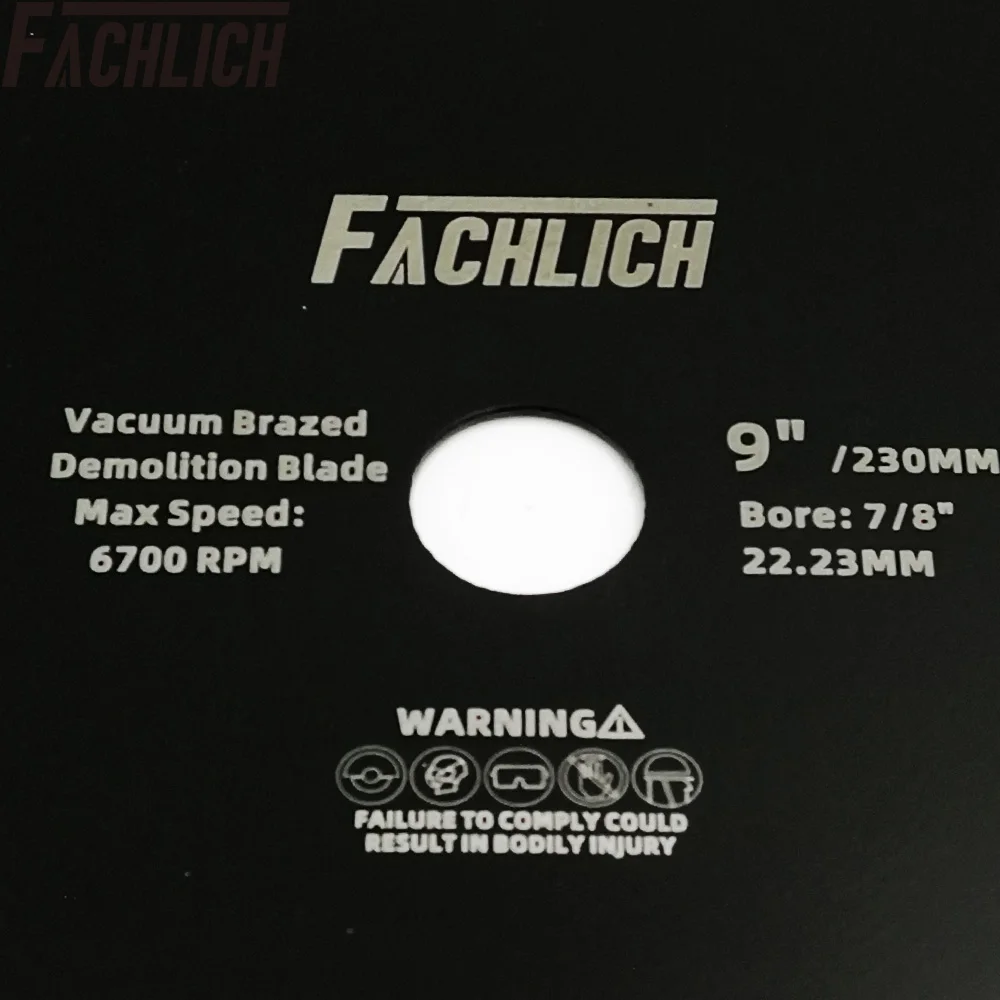 FACHLICH
FACHLICH
Vacuum Brazed
Demolition Blade
Max Speed:
6700 RPM
9" /230MM
Bore: 7/8"
22.23MM
WARNING
FAILURE TO COMPLY COULD
RESULT IN BODILY INJURY